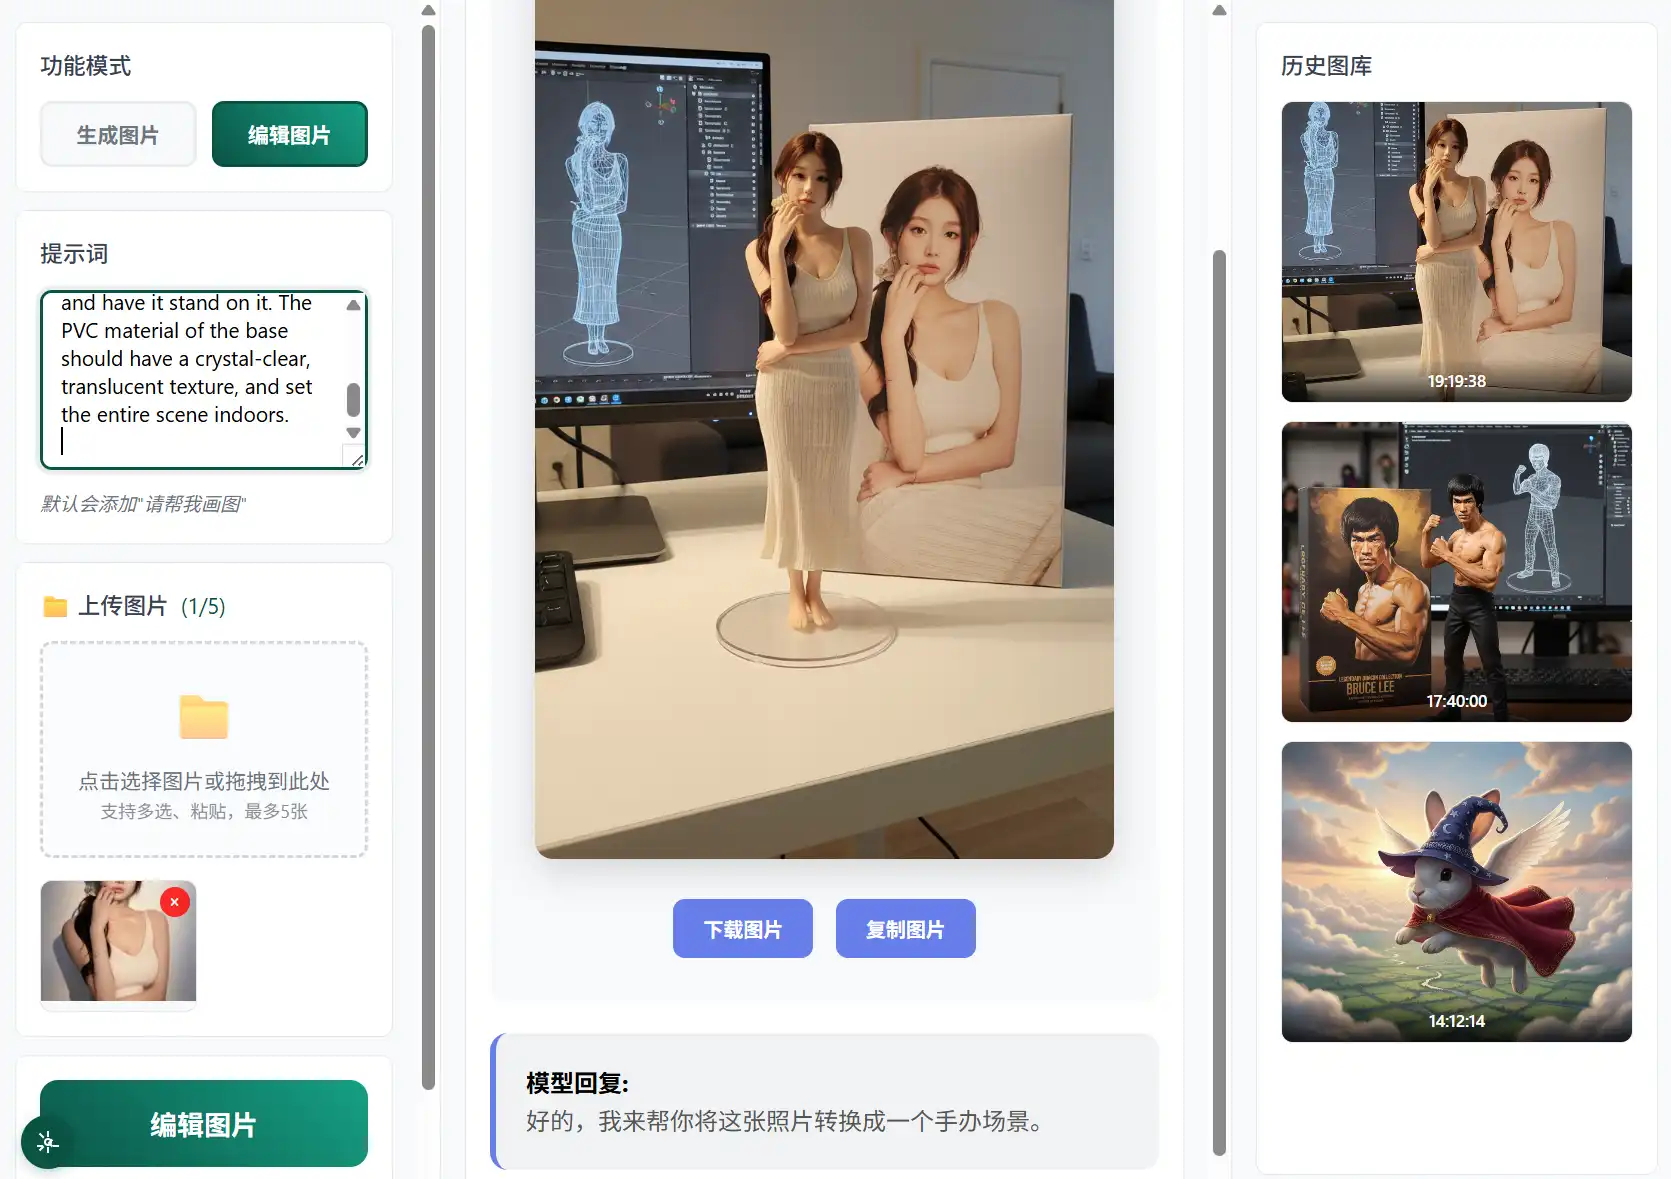 功能模式
生成图片
编辑图片
提示词
and have it stand on it. The
PVC material of the base
should have a crystal-clear,
translucent texture, and set
the entire scene indoors.
默认会添加"请帮我画图"
上传图片 (1/5)
点击选择图片或拖拽到此处
支持多选、粘贴，最多5张
编辑图片
下载图片
复制图片
模型回复:
好的，我来帮你将这张照片转换成一个手办场景。
历史图库
19:19:38
LEGENDARY DRAGON COLLECTION
BRUCE LEE
17:40:00
14:12:14